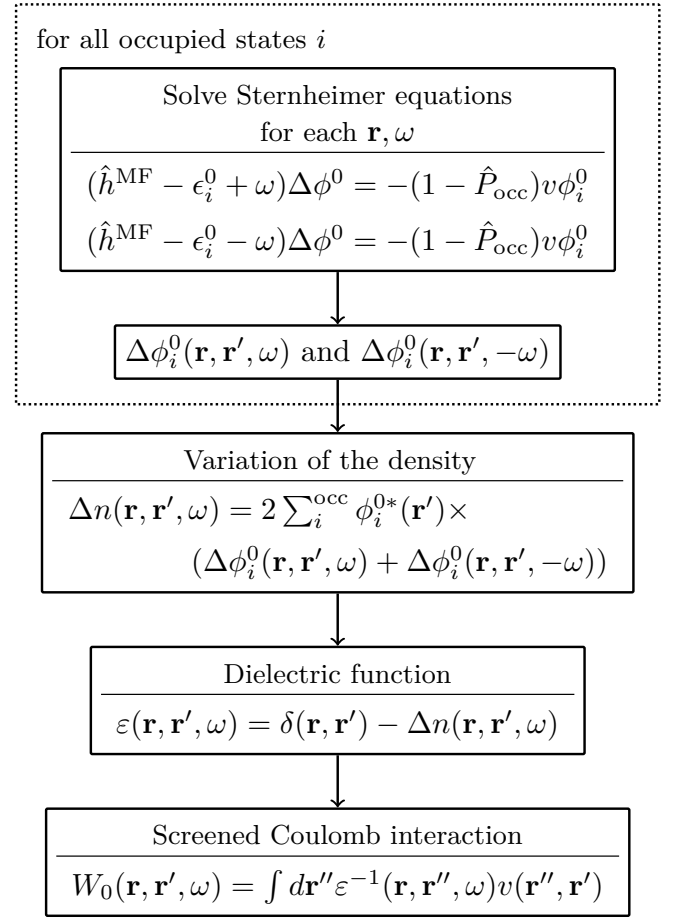 for all occupied states i
Solve Sternheimer equations
for each r, ω
(ĥ^MF − ϵ_i^0 + ω)Δϕ^0 = −(1 − P̂_occ)vϕ_i^0
(ĥ^MF − ϵ_i^0 − ω)Δϕ^0 = −(1 − P̂_occ)vϕ_i^0
Δϕ_i^0(r, r′, ω) and Δϕ_i^0(r, r′, −ω)
Variation of the density
Δn(r, r′, ω) = 2 ∑_i^occ ϕ_i^0*(r′)×
(Δϕ_i^0(r, r′, ω) + Δϕ_i^0(r, r′, −ω))
Dielectric function
ε(r, r′, ω) = δ(r, r′) − Δn(r, r′, ω)
Screened Coulomb interaction
W_0(r, r′, ω) = ∫ dr″ε^−1(r, r″, ω)v(r″, r′)